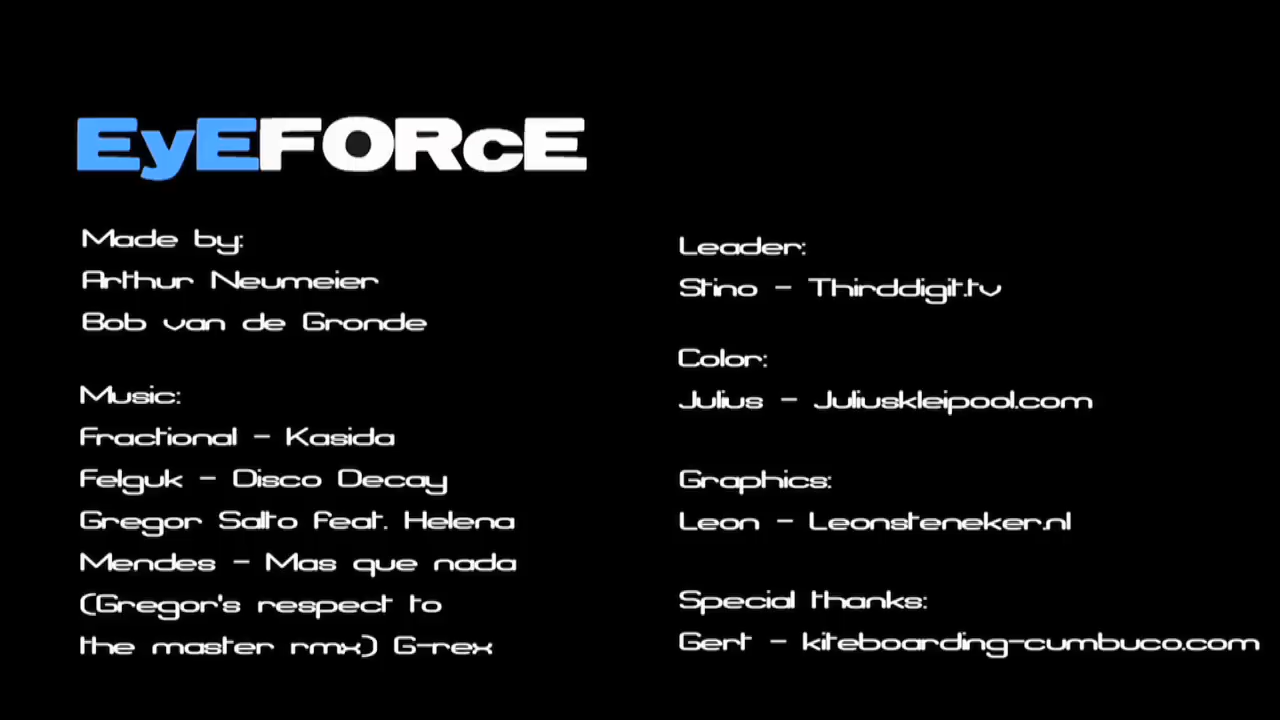 EyEFORcE
Made by:
Arthur Neumeier
Bob van de Gronde
Music:
Fractional - Kasida
Felguk - Disco Decay
Gregor Salto feat. Helena
Mendes - Mas que nada
(Gregor's respect to
the master rmx) G-rex
Leader:
Stino - Thirddigit.tv
Color:
Julius - Juliuskleipool.com
Graphics:
Leon - Leonsteneker.nl
Special thanks:
Gert - kiteboarding-cumbuco.com